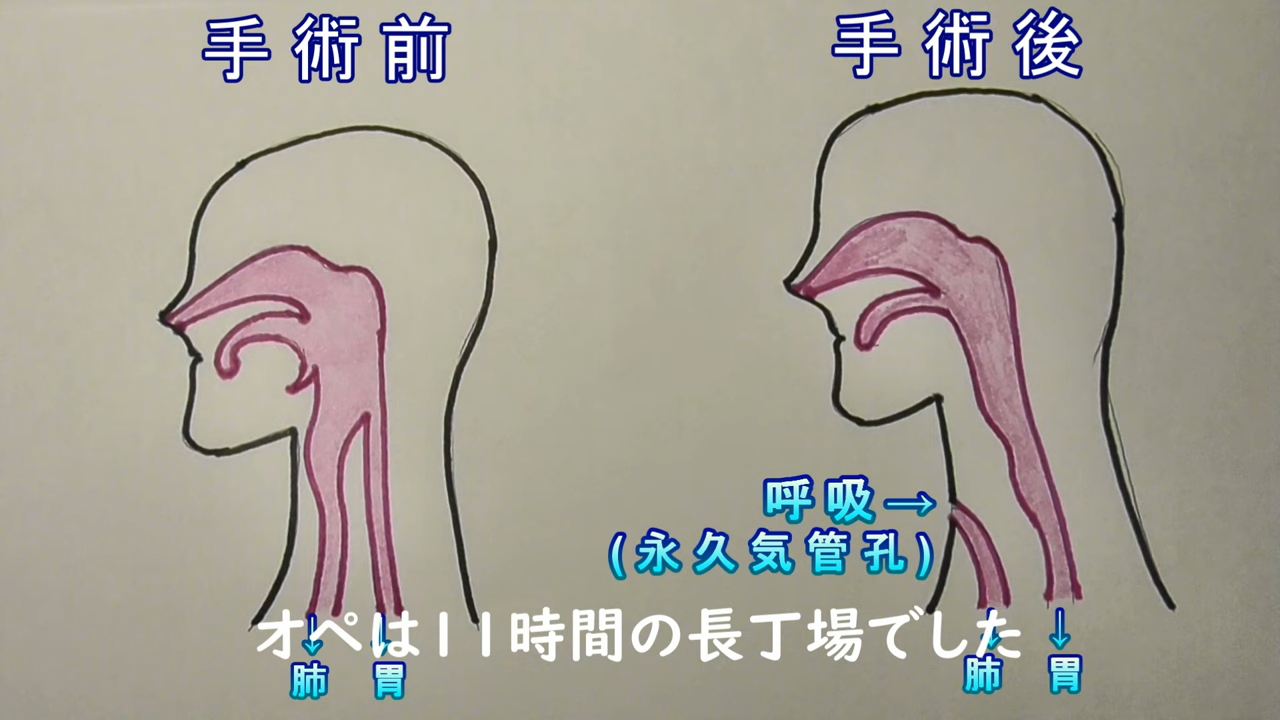 手術前
手術後
呼吸→
(永久気管孔)
オペは11時間の長丁場でした
↓
肺
↓
胃
↓
肺
↓
胃